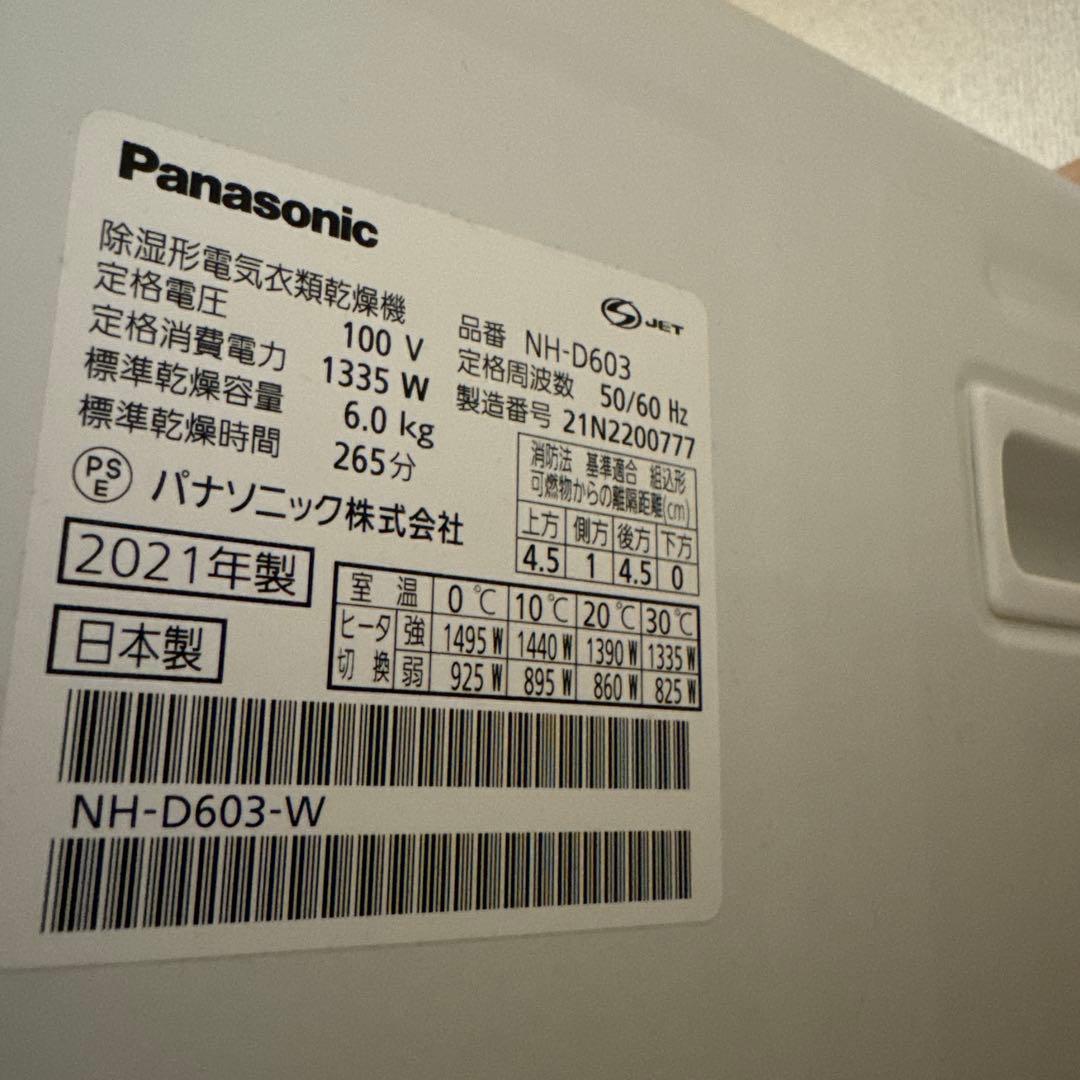 Panasonic
除湿形電気衣類乾燥機
定格電圧 100 V
定格消費電力 1335 W
標準乾燥容量 6.0 kg
標準乾燥時間 265分
JET
品番 NH-D603
定格周波数 50/60 Hz
製造番号 21N2200777
消防法 基準適合 組込形
可燃物からの離隔距離(cm)
上方 側方 後方 下方
4.5 1 4.5 0
PS E パナソニック株式会社
2021年製
日本製
室温 0℃ 10℃ 20℃ 30℃
ヒータ切換 強 1495 W 1440 W 1390 W 1335 W
弱 925 W 895 W 860 W 825 W
NH-D603-W